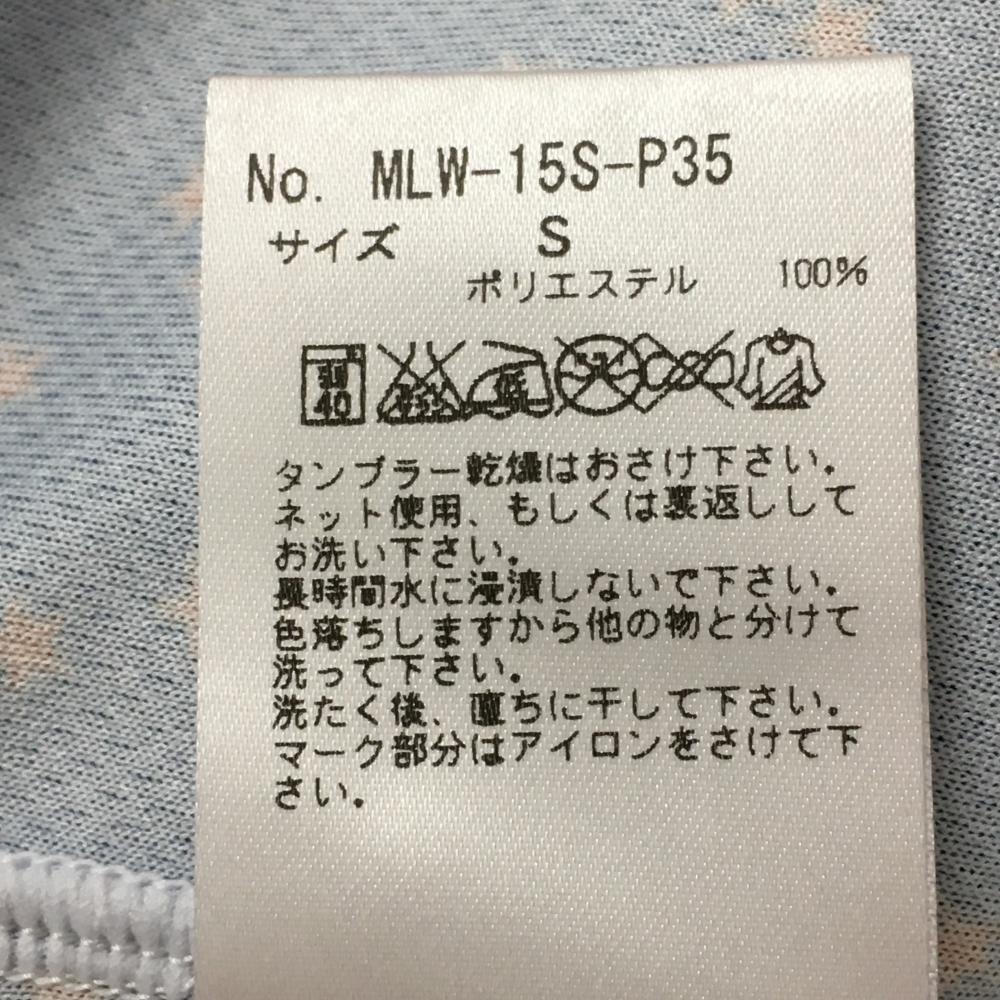 No. MLW-15S-P35
サイズ S
ポリエステル 100%
40
タンブラー乾燥はおさけ下さい。
ネット使用、もしくは裏返しして
お洗い下さい。
長時間水に浸漬しないで下さい。
色落ちしますから他の物と分けて
洗って下さい。
洗たく後、直ちに干して下さい。
マーク部分はアイロンをさけて下
さい。